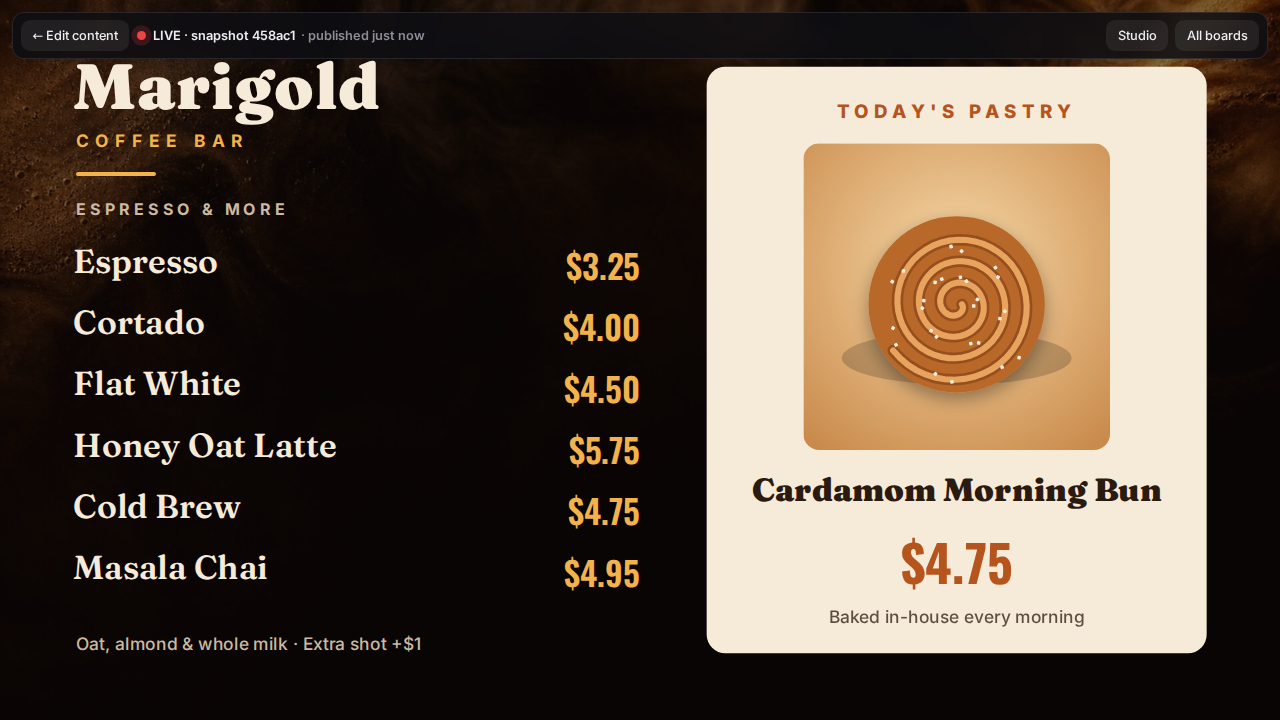 ← Edit content
LIVE · snapshot 458ac1 · published just now
Studio
All boards
Marigold
COFFEE BAR
ESPRESSO & MORE
Espresso $3.25
Cortado $4.00
Flat White $4.50
Honey Oat Latte $5.75
Cold Brew $4.75
Masala Chai $4.95
Oat, almond & whole milk · Extra shot +$1
TODAY'S PASTRY
Cardamom Morning Bun
$4.75
Baked in-house every morning